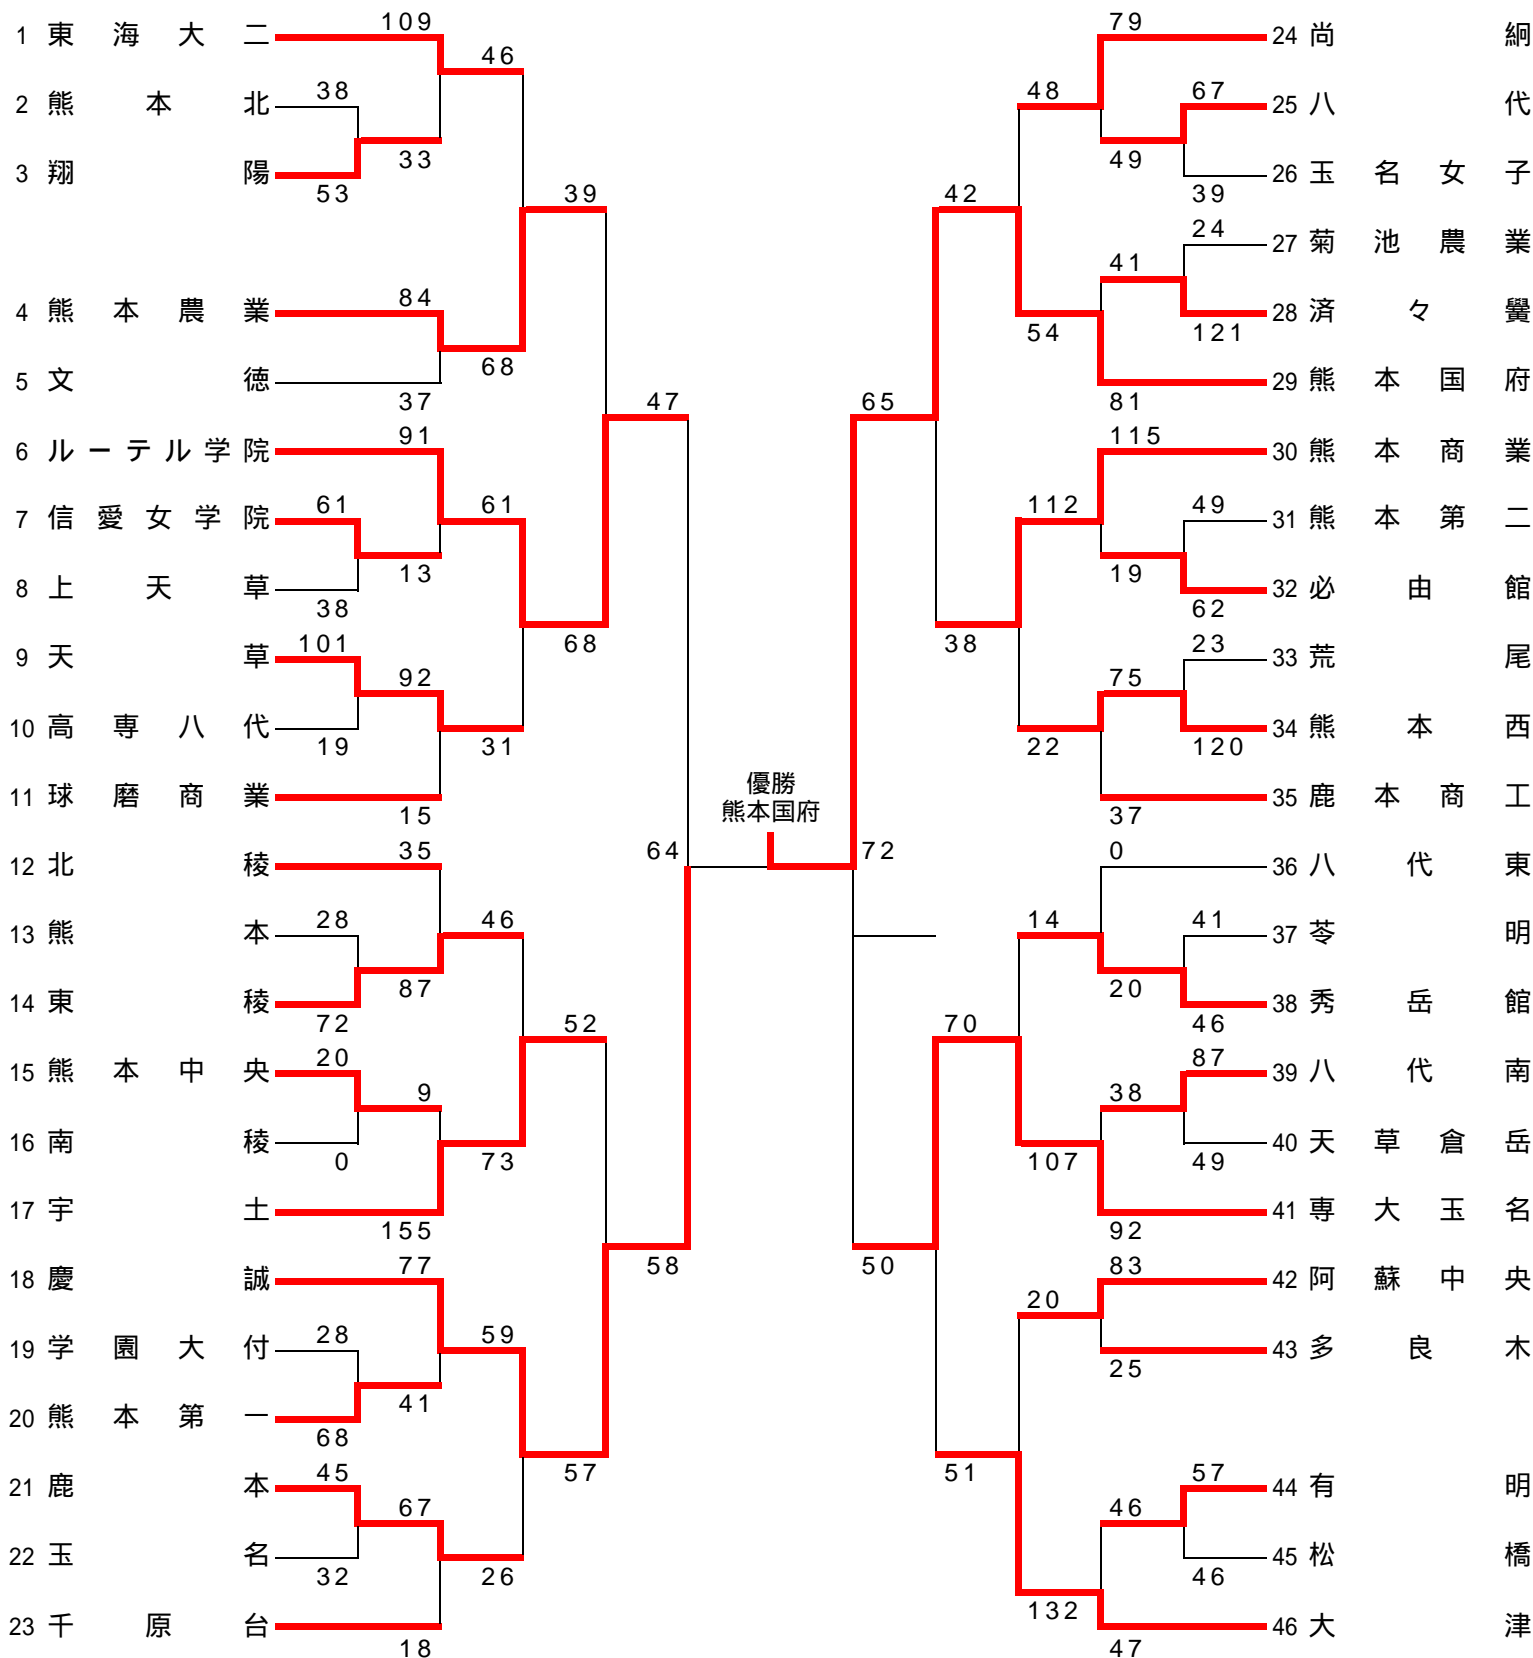 1 東海大二
109
46
2 熊本北
38
33
3 翔陽
53
39
4 熊本農業
84
68
5 文徳
37
47
6 ルーテル学院
91
7 信愛女学院
61
61
13
8 上天草
38
68
9 天草
101
92
10 高専八代
19
31
11 球磨商業
15
64
12 北稜
35
13 熊本
28
46
87
14 東稜
72
52
15 熊本中央
20
9
16 南稜
0
73
17 宇土
155
58
18 慶誠
77
19 学園大付
28
59
41
20 熊本第一
68
57
21 鹿本
45
67
22 玉名
32
26
23 千原台
18
優勝
熊本国府
79
24 尚絅
48
67
25 八代
49
26 玉名女子
39
42
24
27 菊池農業
41
28 済々黌
121
54
29 熊本国府
81
65
115
30 熊本商業
112
49
31 熊本第二
19
32 必由館
62
38
23
33 荒尾
75
34 熊本西
120
22
35 鹿本商工
37
72
0
36 八代東
14
41
37 苓明
20
38 秀岳館
46
70
87
39 八代南
38
40 天草倉岳
49
107
41 専大玉名
92
50
83
42 阿蘇中央
20
43 多良木
25
51
57
44 有明
46
45 松橋
46
132
46 大津
47